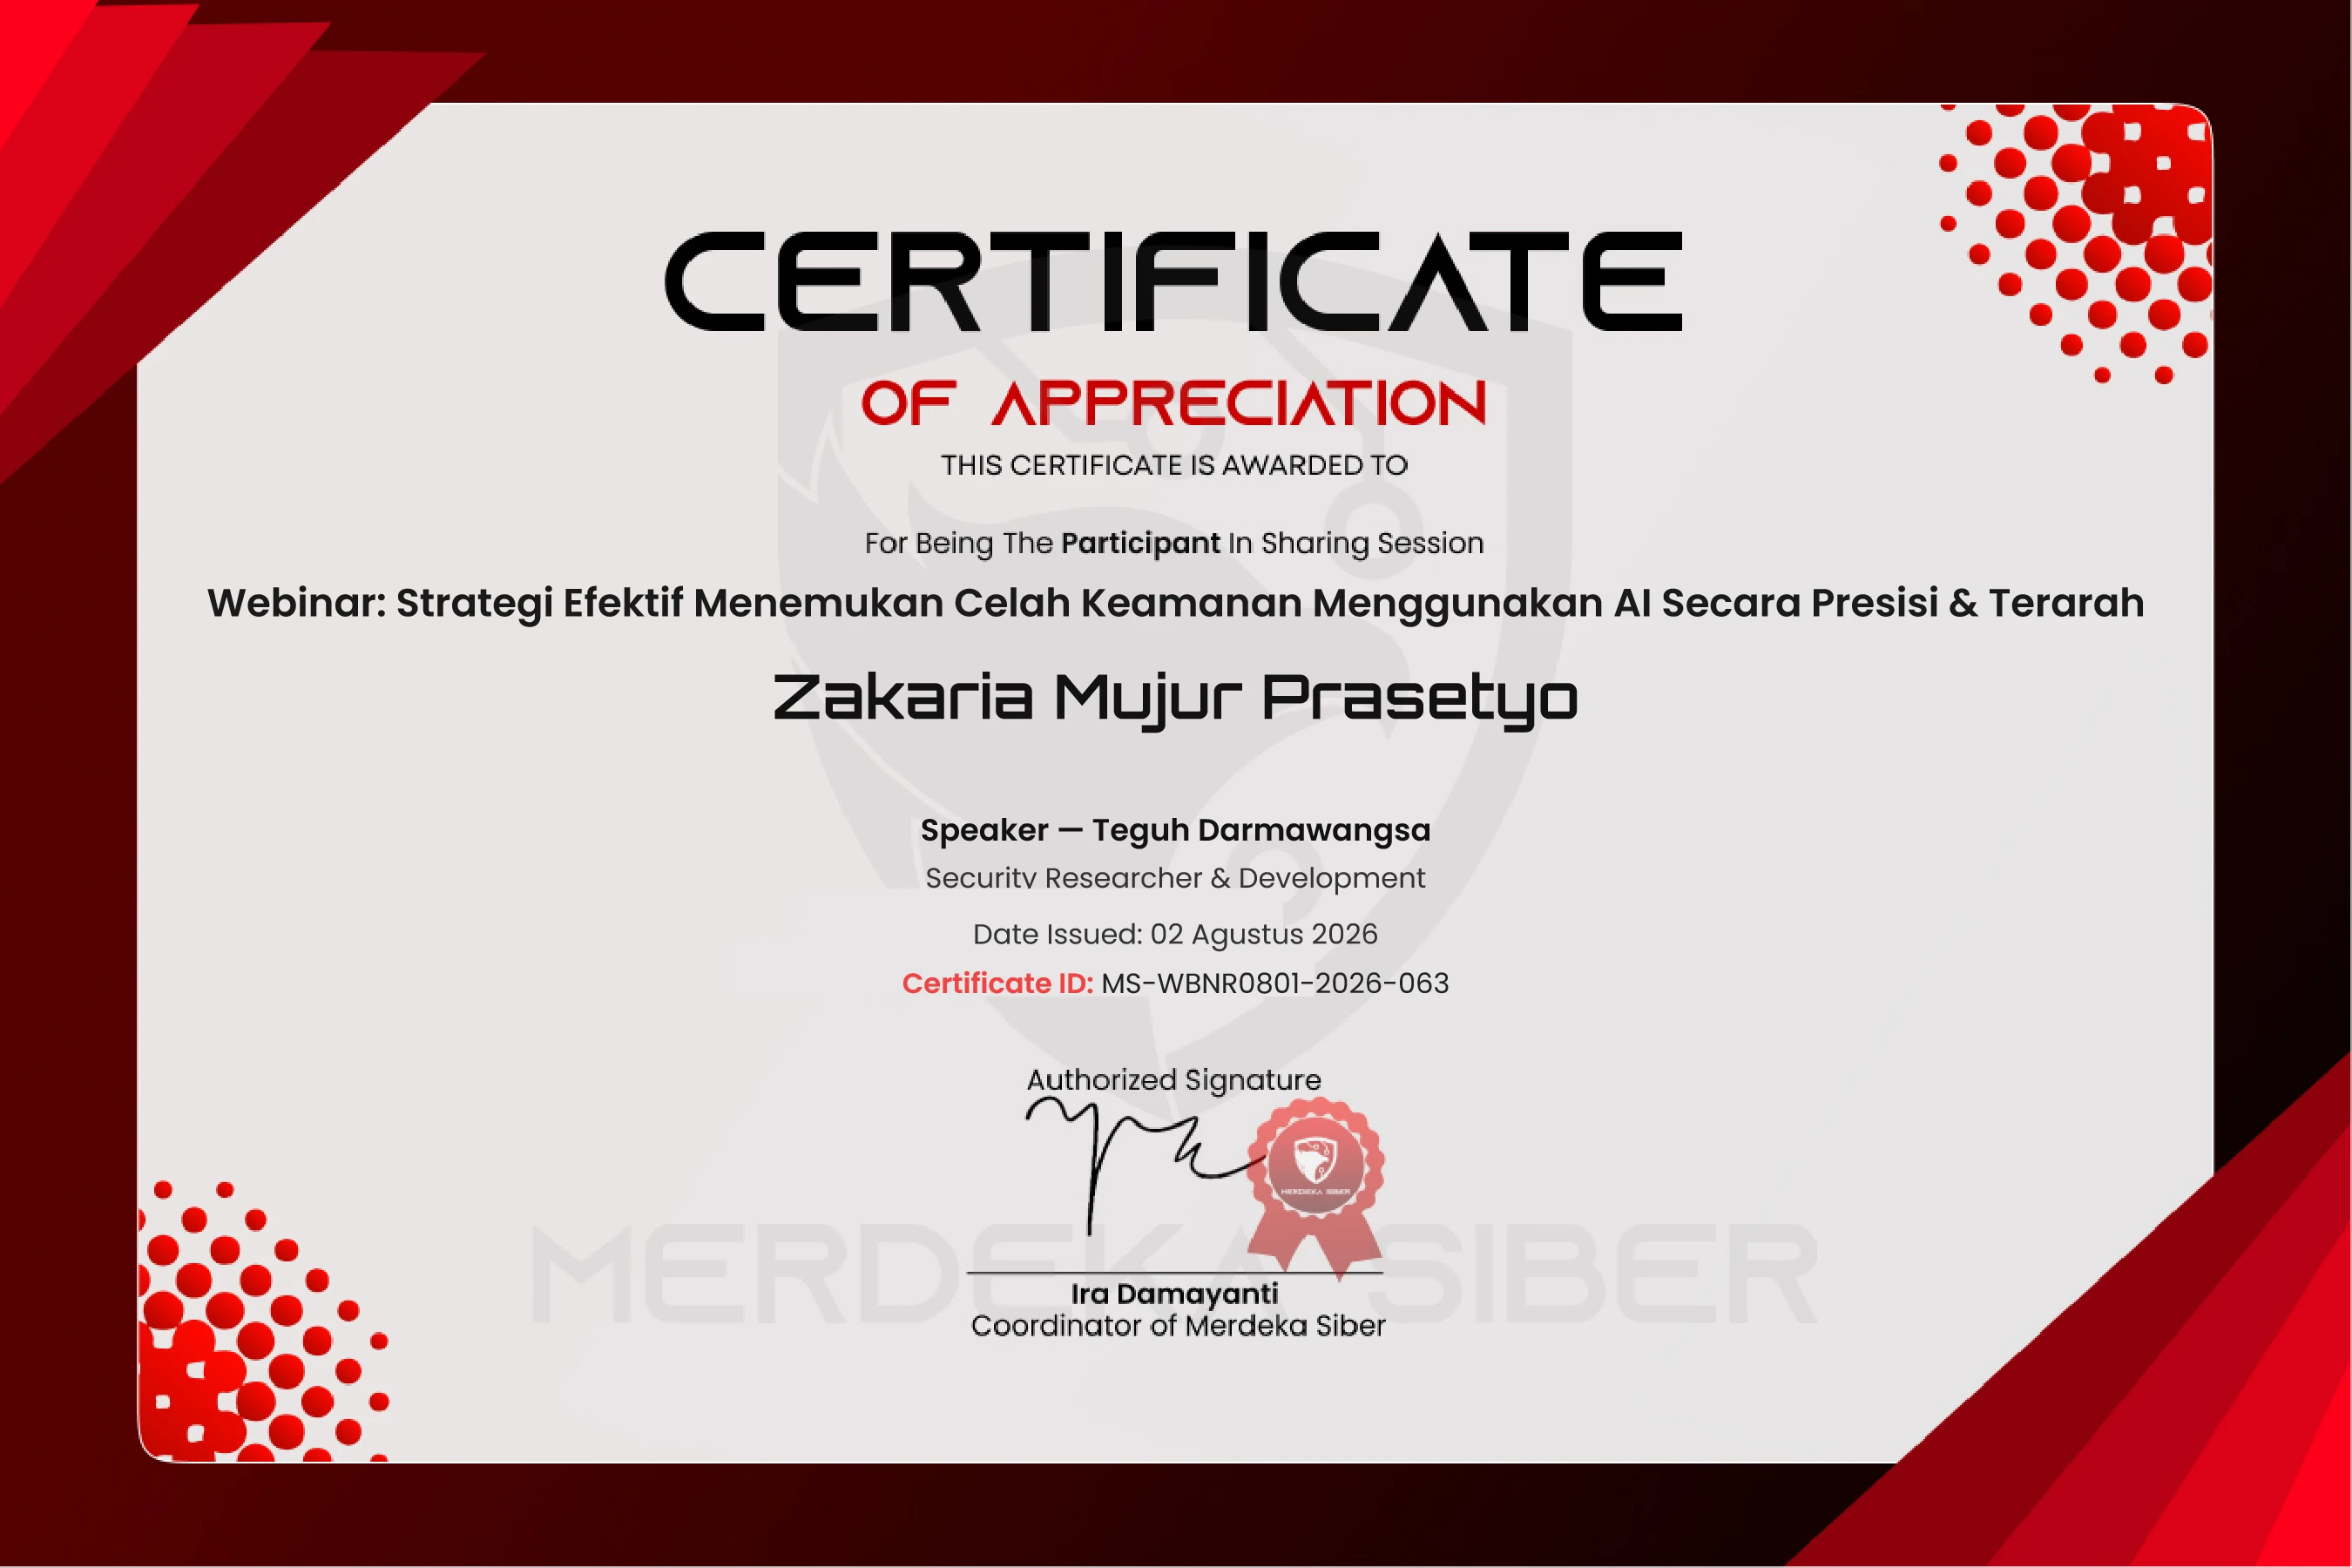 CERTIFICATE
OF APPRECIATION
THIS CERTIFICATE IS AWARDED TO
For Being The Participant In Sharing Session
Webinar: Strategi Efektif Menemukan Celah Keamanan Menggunakan AI Secara Presisi & Terarah
Zakaria Mujur Prasetyo
Speaker — Teguh Darmawangsa
Security Researcher & Development
Date Issued: 02 Agustus 2026
Certificate ID: MS-WBNR0801-2026-063
Authorized Signature
MERDEKA SIBER
MERDEKA SIBER
Ira Damayanti
Coordinator of Merdeka Siber